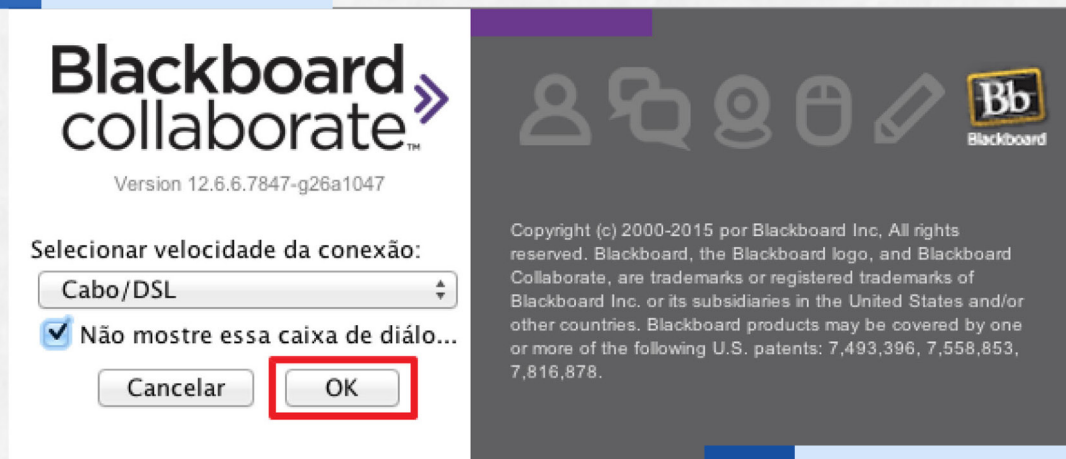 Blackboard
collaborate™
Version 12.6.6.7847-g26a1047
Selecionar velocidade da conexão:
Cabo/DSL
Não mostre essa caixa de diálo...
Cancelar
OK
Bb
Blackboard
Copyright (c) 2000-2015 por Blackboard Inc, All rights
reserved. Blackboard, the Blackboard logo, and Blackboard
Collaborate, are trademarks or registered trademarks of
Blackboard Inc. or its subsidiaries in the United States and/or
other countries. Blackboard products may be covered by one
or more of the following U.S. patents: 7,493,396, 7,558,853,
7,816,878.